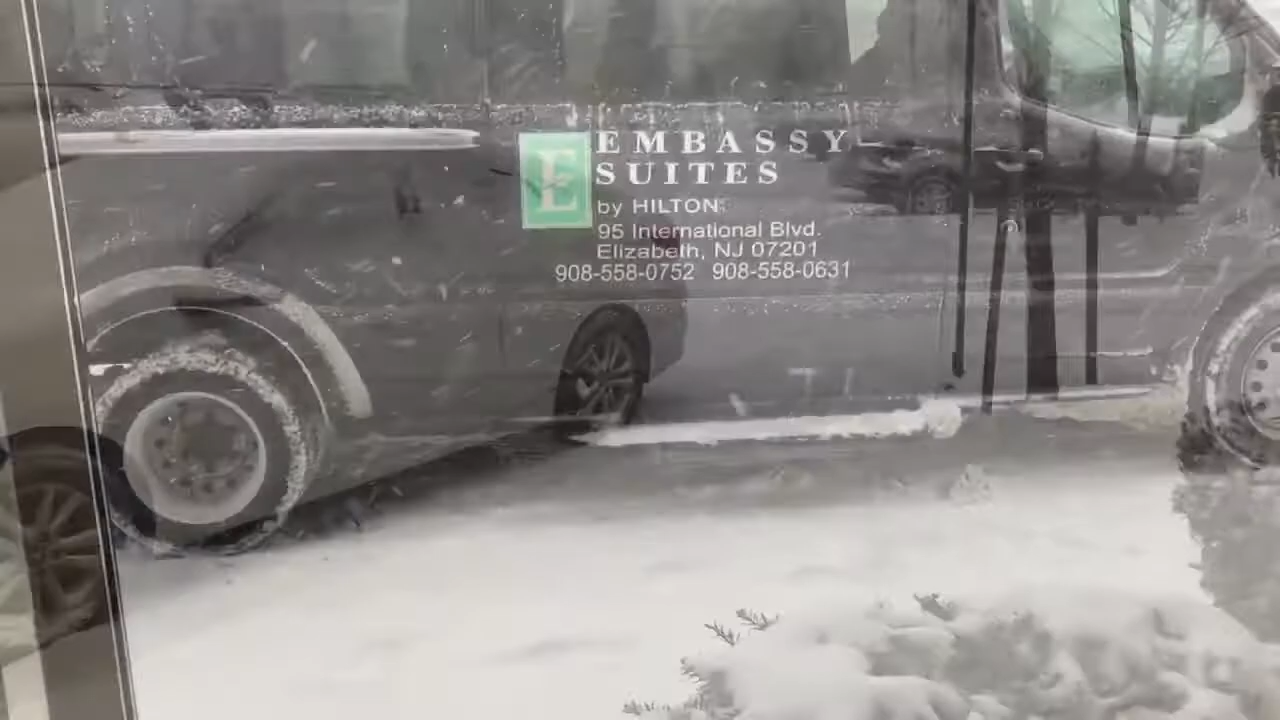 E
EMBASSY
SUITES
by HILTON
95 International Blvd.
Elizabeth, NJ 07201
908-558-0752 908-558-0631